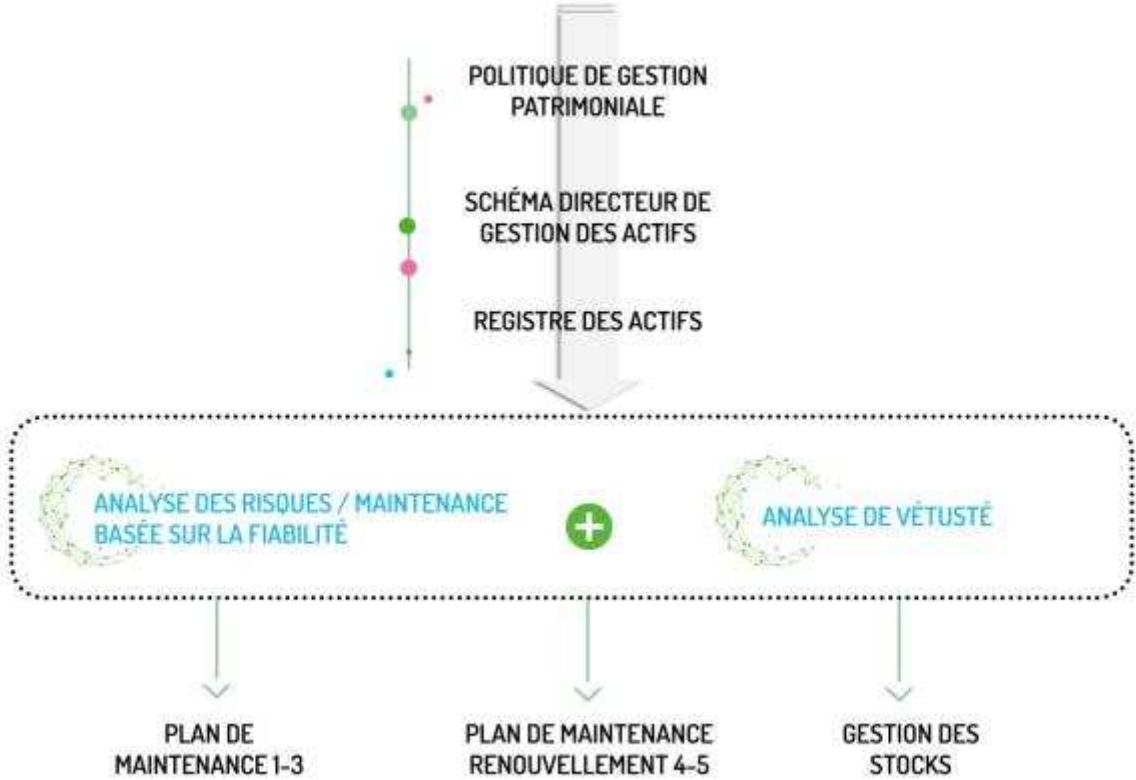 POLITIQUE DE GESTION
PATRIMONIALE
SCHÉMA DIRECTEUR DE
GESTION DES ACTIFS
REGISTRE DES ACTIFS
ANALYSE DES RISQUES / MAINTENANCE
BASÉE SUR LA FIABILITÉ
ANALYSE DE VÉTUSTÉ
PLAN DE
MAINTENANCE 1-3
PLAN DE MAINTENANCE
RENOUVELLEMENT 4-5
GESTION DES
STOCKS